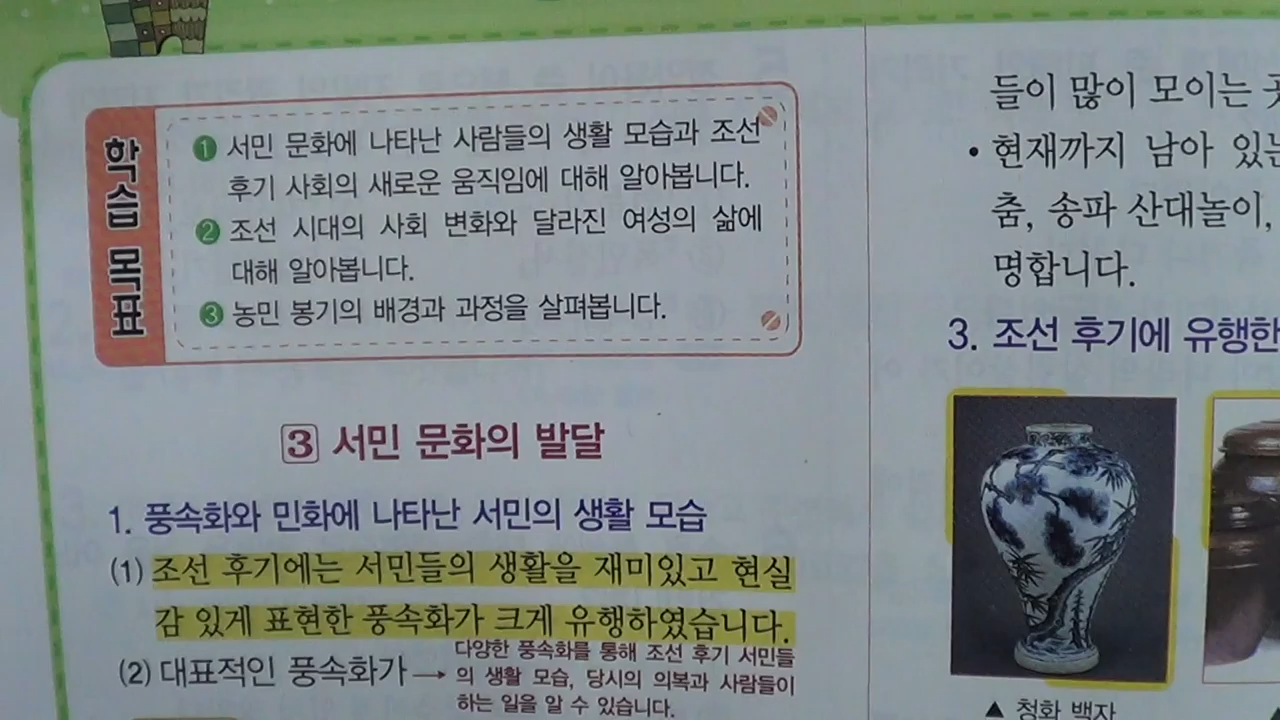 학습 목표
❶ 서민 문화에 나타난 사람들의 생활 모습과 조선
후기 사회의 새로운 움직임에 대해 알아봅니다.
❷ 조선 시대의 사회 변화와 달라진 여성의 삶에
대해 알아봅니다.
❸ 농민 봉기의 배경과 과정을 살펴봅니다.
3 서민 문화의 발달
1. 풍속화와 민화에 나타난 서민의 생활 모습
(1) 조선 후기에는 서민들의 생활을 재미있고 현실
감 있게 표현한 풍속화가 크게 유행하였습니다.
(2) 대표적인 풍속화가 →
다양한 풍속화를 통해 조선 후기 서민들
의 생활 모습, 당시의 의복과 사람들이
하는 일을 알 수 있습니다.
들이 많이 모이는
• 현재까지 남아 있는
춤, 송파 산대놀이,
명합니다.
3. 조선 후기에 유행한
▲ 청화 백자